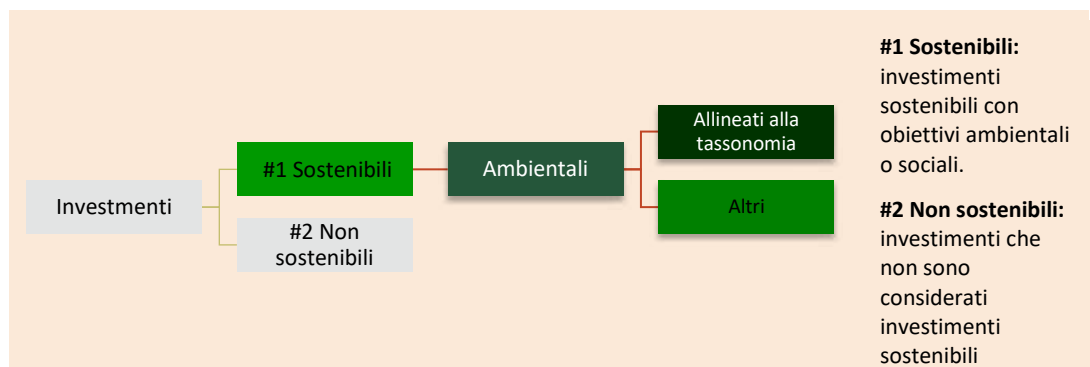 Investmenti
#1 Sostenibili
#2 Non
sostenibili
Ambientali
Allineati alla
tassonomia
Altri
#1 Sostenibili:
investimenti
sostenibili con
obiettivi ambientali
o sociali.
#2 Non sostenibili:
investimenti che
non sono
considerati
investimenti
sostenibili